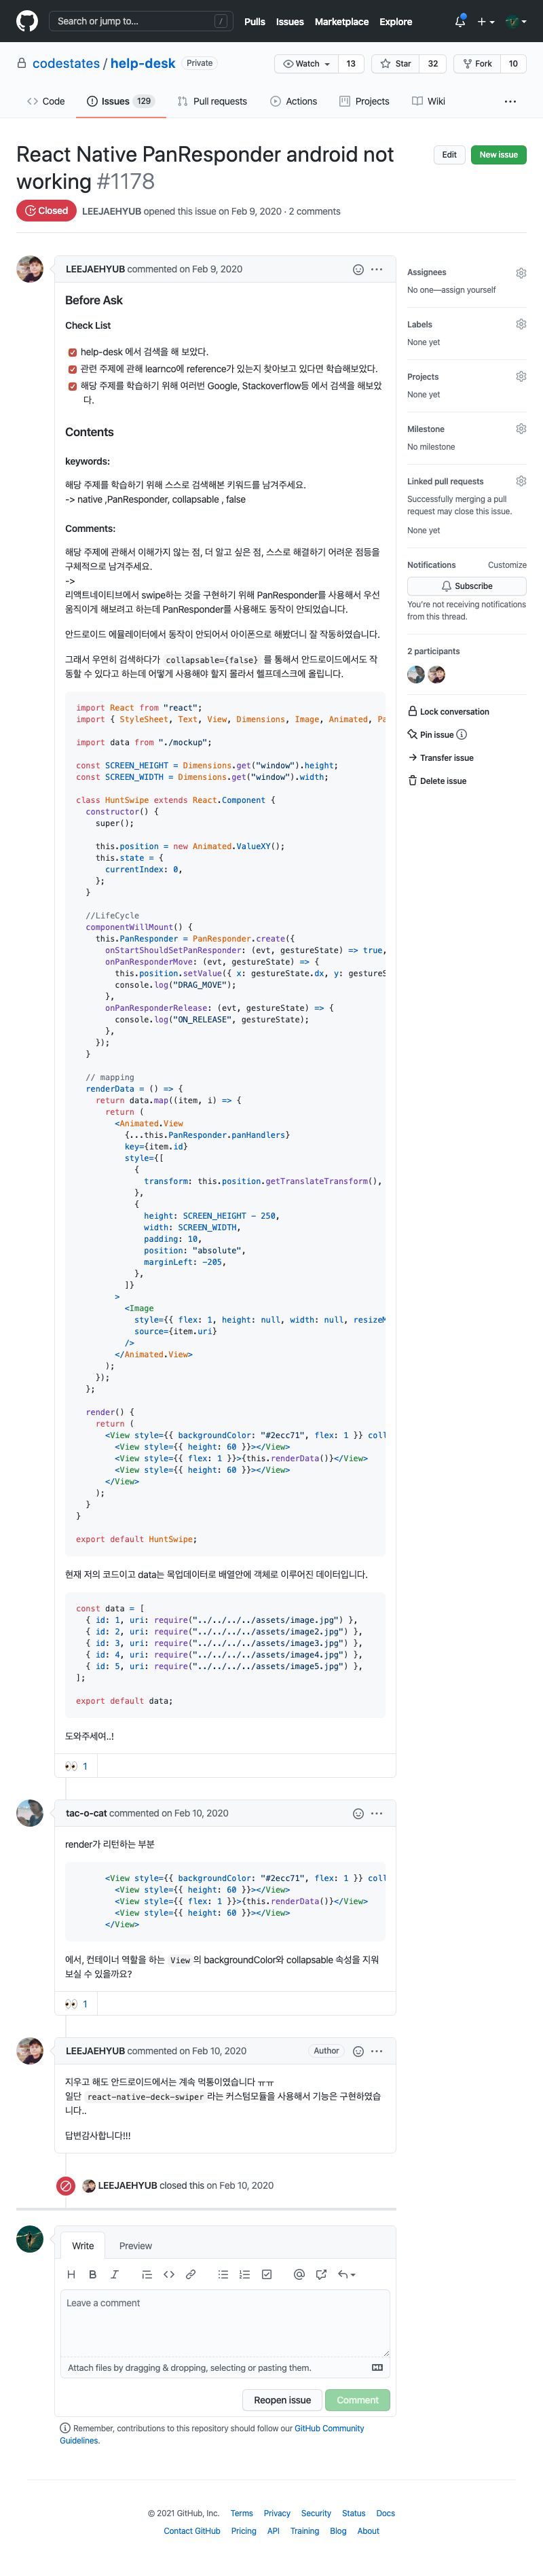 Search or jump to... /
Pulls Issues Marketplace Explore
codestates / help-desk Private
Watch 13 Star 32 Fork 10
Code Issues 129 Pull requests Actions Projects Wiki ...
React Native PanResponder android not
working #1178
Edit New issue
Closed LEEJAEHYUB opened this issue on Feb 9, 2020 · 2 comments
LEEJAEHYUB commented on Feb 9, 2020
Before Ask
Check List
help-desk 에서 검색을 해 보았다.
관련 주제에 관해 learnco에 reference가 있는지 찾아보고 있다면 학습해보았다.
해당 주제를 학습하기 위해 여러번 Google, Stackoverflow등 에서 검색을 해보았
다.
Contents
keywords:
해당 주제를 학습하기 위해 스스로 검색해본 키워드를 남겨주세요.
-> native ,PanResponder, collapsable , false
Comments:
해당 주제에 관해서 이해가지 않는 점, 더 알고 싶은 점, 스스로 해결하기 어려운 점등을
구체적으로 남겨주세요.
->
리액트네이티브에서 swipe하는 것을 구현하기 위해 PanResponder를 사용해서 우선
움직이게 해보려고 하는데 PanResponder를 사용해도 동작이 안되었습니다.
안드로이드 에뮬레이터에서 동작이 안되어서 아이폰으로 해봤더니 잘 작동하였습니다.
그래서 우연히 검색하다가 collapsable={false} 를 통해서 안드로이드에서도 작
동할 수 있다고 하는데 어떻게 사용해야 할지 몰라서 헬프데스크에 올립니다.
import React from "react";
import { StyleSheet, Text, View, Dimensions, Image, Animated, Pa
import data from "./mockup";
const SCREEN_HEIGHT = Dimensions.get("window").height;
const SCREEN_WIDTH = Dimensions.get("window").width;
class HuntSwipe extends React.Component {
constructor() {
super();
this.position = new Animated.ValueXY();
this.state = {
currentIndex: 0,
};
}
//LifeCycle
componentWillMount() {
this.PanResponder = PanResponder.create({
onStartShouldSetPanResponder: (evt, gestureState) => true,
onPanResponderMove: (evt, gestureState) => {
this.position.setValue({ x: gestureState.dx, y: gestureS
console.log("DRAG_MOVE");
},
onPanResponderRelease: (evt, gestureState) => {
console.log("ON_RELEASE", gestureState);
},
});
}
// mapping
renderData = () => {
return data.map((item, i) => {
return (
<Animated.View
{...this.PanResponder.panHandlers}
key={item.id}
style={[
{
transform: this.position.getTranslateTransform(),
},
{
height: SCREEN_HEIGHT - 250,
width: SCREEN_WIDTH,
padding: 10,
position: "absolute",
marginLeft: -205,
},
]}
>
<Image
style={{ flex: 1, height: null, width: null, resizeM
source={item.uri}
/>
</Animated.View>
);
});
};
render() {
return (
<View style={{ backgroundColor: "#2ecc71", flex: 1 }} coll
<View style={{ height: 60 }}></View>
<View style={{ flex: 1 }}>{this.renderData()}</View>
<View style={{ height: 60 }}></View>
</View>
);
}
}
export default HuntSwipe;
현재 저의 코드이고 data는 목업데이터로 배열안에 객체로 이루어진 데이터입니다.
const data = [
{ id: 1, uri: require("../../../../assets/image.jpg") },
{ id: 2, uri: require("../../../../assets/image2.jpg") },
{ id: 3, uri: require("../../../../assets/image3.jpg") },
{ id: 4, uri: require("../../../../assets/image4.jpg") },
{ id: 5, uri: require("../../../../assets/image5.jpg") },
];
export default data;
도와주세여..!
👀 1
tac-o-cat commented on Feb 10, 2020
render가 리턴하는 부분
<View style={{ backgroundColor: "#2ecc71", flex: 1 }} coll
<View style={{ height: 60 }}></View>
<View style={{ flex: 1 }}>{this.renderData()}</View>
<View style={{ height: 60 }}></View>
</View>
에서, 컨테이너 역할을 하는 View 의 backgroundColor와 collapsable 속성을 지워
보실 수 있을까요?
👀 1
LEEJAEHYUB commented on Feb 10, 2020 Author
지우고 해도 안드로이드에서는 계속 먹통이였습니다 ㅠㅠ
일단 react-native-deck-swiper 라는 커스텀모듈을 사용해서 기능은 구현하였습
니다..
답변감사합니다!!!
LEEJAEHYUB closed this on Feb 10, 2020
Write Preview
Leave a comment
Attach files by dragging & dropping, selecting or pasting them.
Reopen issue Comment
Remember, contributions to this repository should follow our GitHub Community
Guidelines.
Assignees
No one—assign yourself
Labels
None yet
Projects
None yet
Milestone
No milestone
Linked pull requests
Successfully merging a pull
request may close this issue.
None yet
Notifications Customize
Subscribe
You're not receiving notifications
from this thread.
2 participants
Lock conversation
Pin issue
Transfer issue
Delete issue
© 2021 GitHub, Inc. Terms Privacy Security Status Docs
Contact GitHub Pricing API Training Blog About